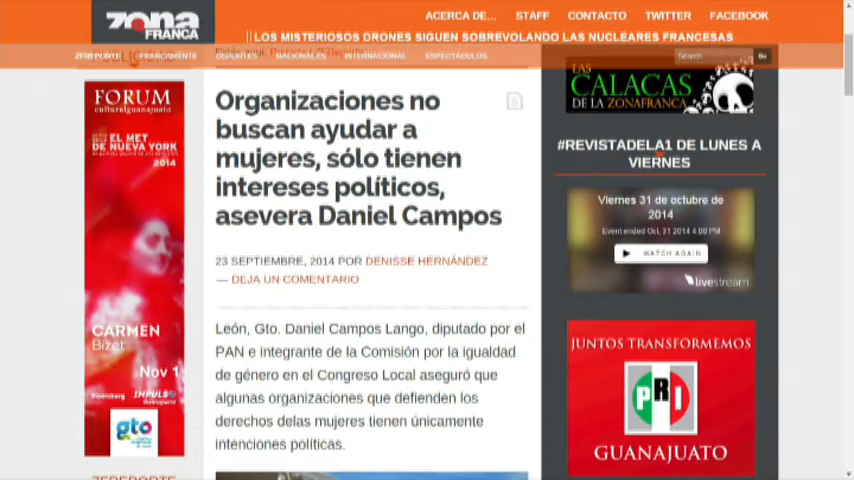 zona
FRANCA
ACERCA DE...
STAFF
CONTACTO
TWITTER
FACEBOOK
LOS MISTERIOSOS DRONES SIGUEN SOBREVOLANDO LAS NUCLEARES FRANCESAS
ZFREPORTE
FRANCAMENTE
DEPORTES
NACIONALES
INTERNACIONAL
ESPECTÁCULOS
Search
Go
FORUM
culturalguanajuato
EL MET
DE NUEVA YORK
2014
CARMEN
Bizet
Nov 1
Bloomberg
IMPULSO
gto
Organizaciones no
buscan ayudar a
mujeres, sólo tienen
intereses políticos,
asevera Daniel Campos
23 SEPTIEMBRE, 2014 POR DENISSE HERNÁNDEZ
— DEJA UN COMENTARIO
León, Gto. Daniel Campos Lango, diputado por el
PAN e integrante de la Comisión por la igualdad
de género en el Congreso Local aseguró que
algunas organizaciones que defienden los
derechos delas mujeres tienen únicamente
intenciones políticas.
LAS
CALACAS
DE LA ZONAFRANCA
#REVISTADELA1 DE LUNES A
VIERNES
Viernes 31 de octubre de
2014
Event ended Oct, 31 2014 4:00 PM
WATCH AGAIN
livestream
JUNTOS TRANSFORMEMOS
PRI
GUANAJUATO
ZFREPORTE